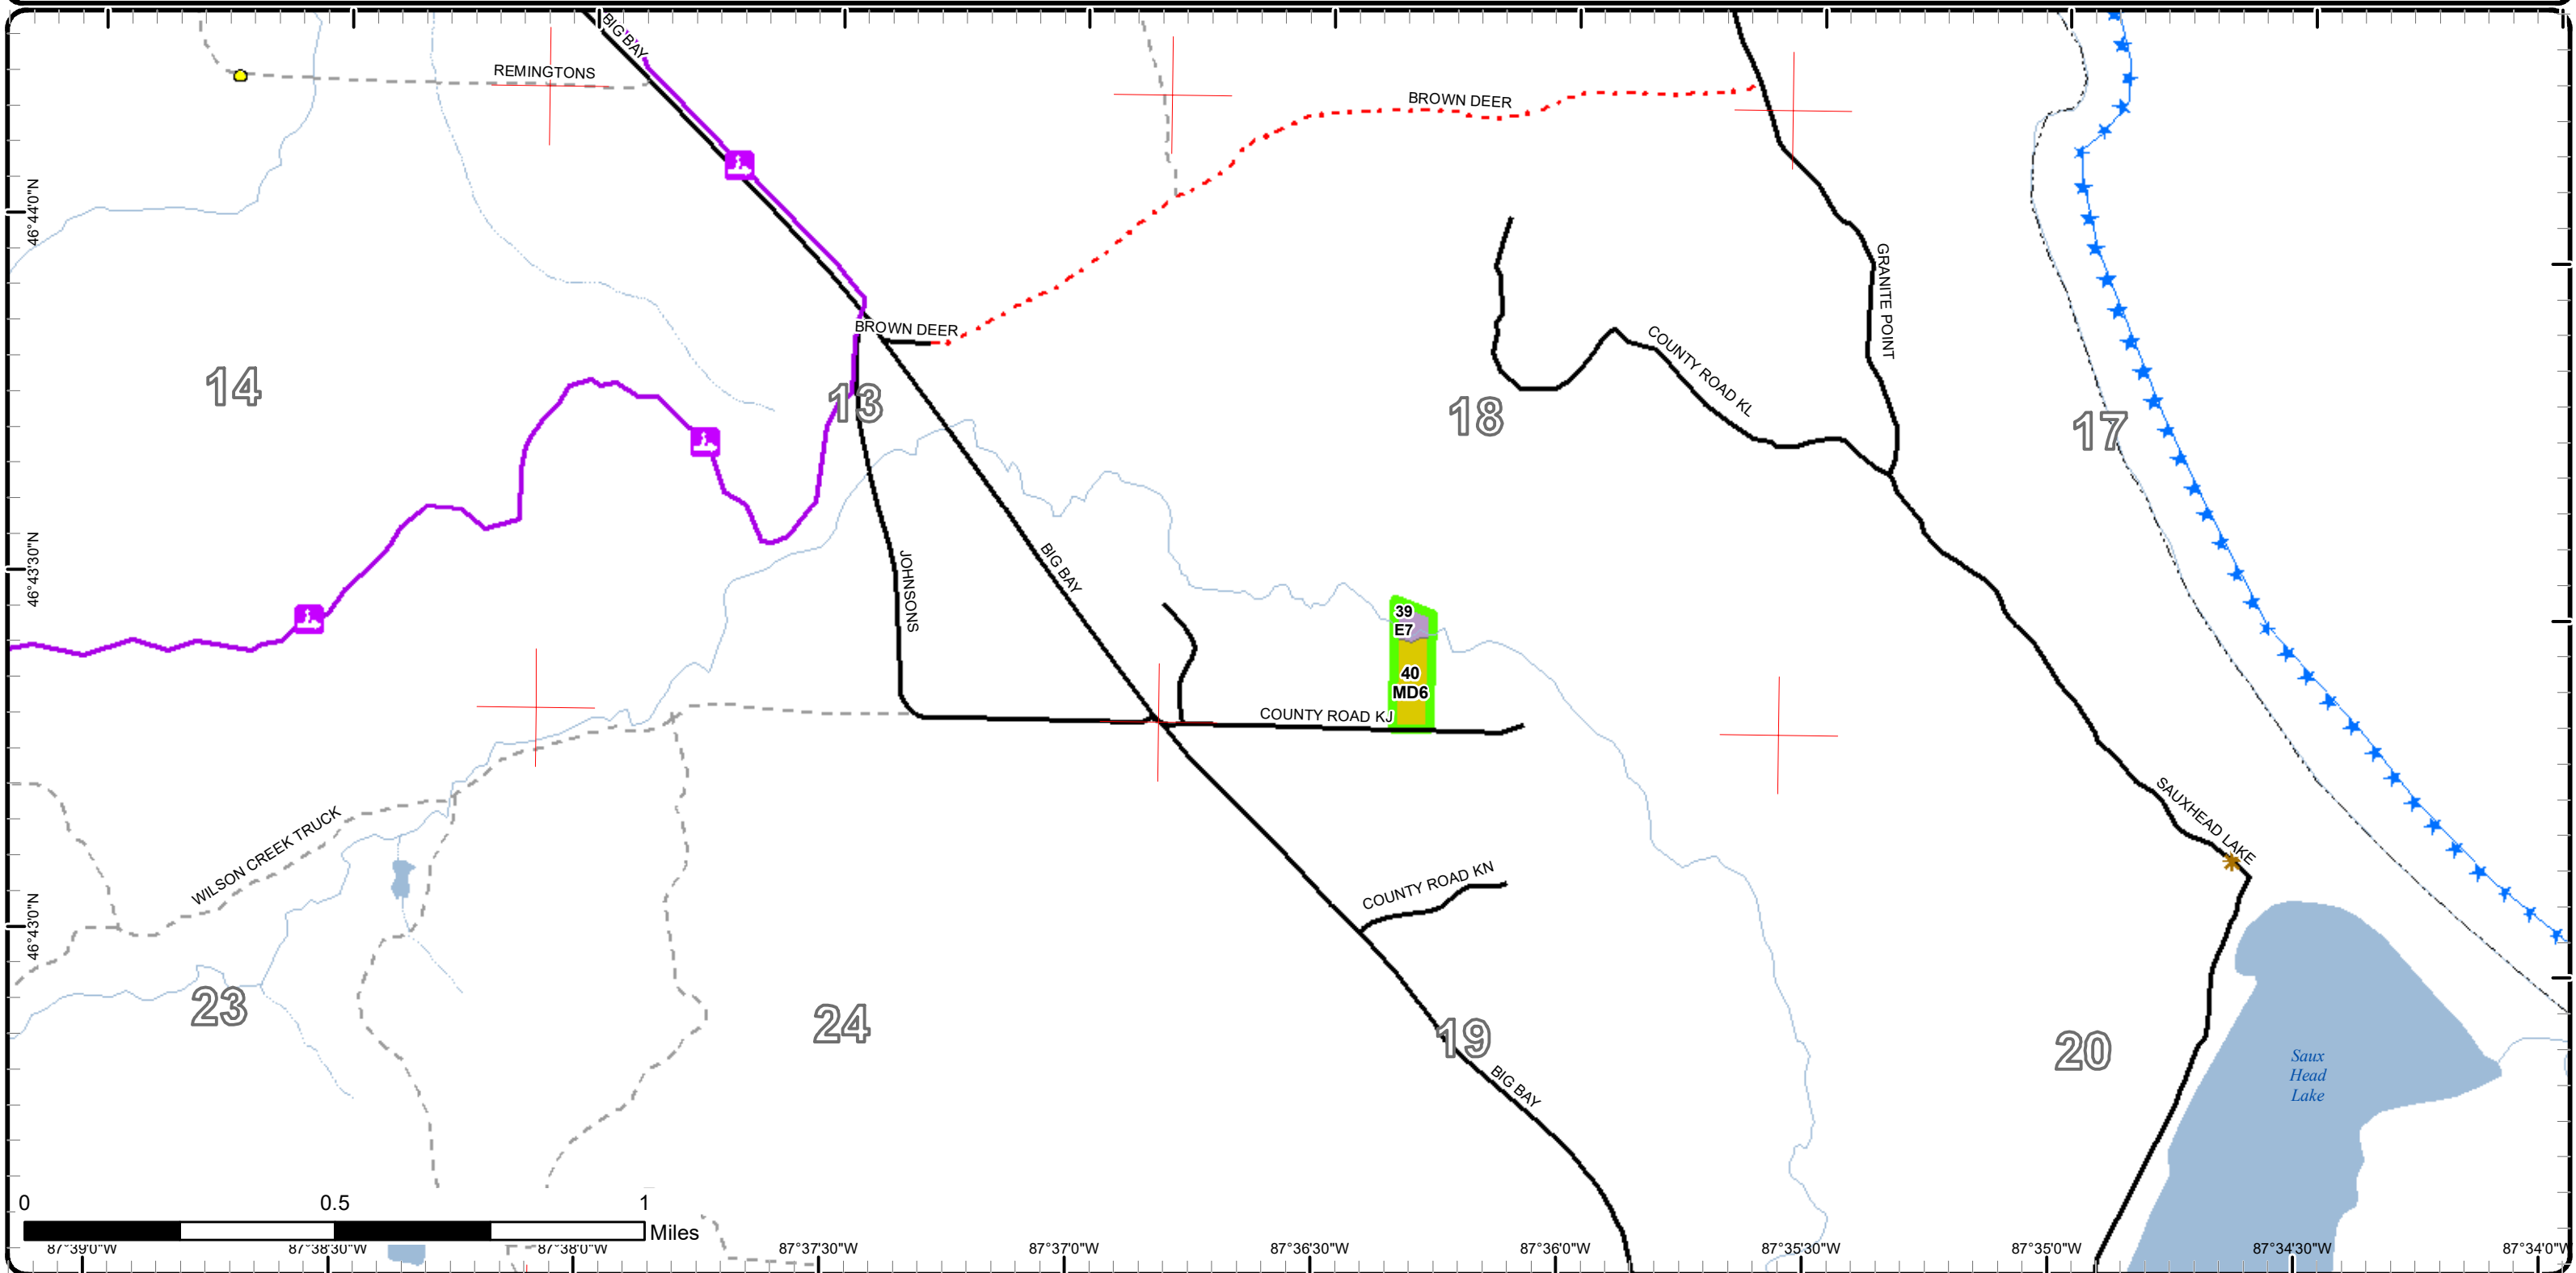 BIG BAY
REMINGTONS
BROWN DEER
46°44'0"N
GRANITE POINT
BROWN DEER
COUNTY ROAD KL
14
13
18
17
46°43'30"N
JOHNSONS
BIG BAY
39
E7
40
MD6
COUNTY ROAD KJ
SAUXHEAD LAKE
WILSON CREEK TRUCK
COUNTY ROAD KN
46°43'0"N
23
24
19
20
Saux
Head
Lake
BIG BAY
0 0.5 1
Miles
87°39'0"W 87°38'30"W 87°38'0"W 87°37'30"W 87°37'0"W 87°36'30"W 87°36'0"W 87°35'30"W 87°35'0"W 87°34'30"W 87°34'0"W